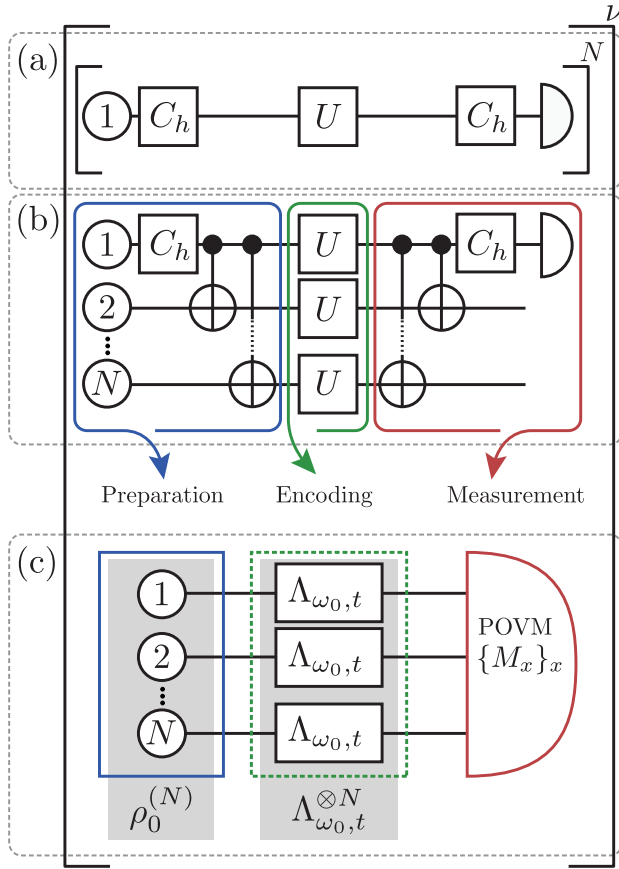 ν
(a)
N
1 C_h U C_h
(b)
1 C_h U C_h
2 U
N U
Preparation Encoding Measurement
(c)
1 Λ_{ω_0,t}
2 Λ_{ω_0,t} POVM
{M_x}_x
N Λ_{ω_0,t}
ρ_0^{(N)} Λ_{ω_0,t}^{⊗N}